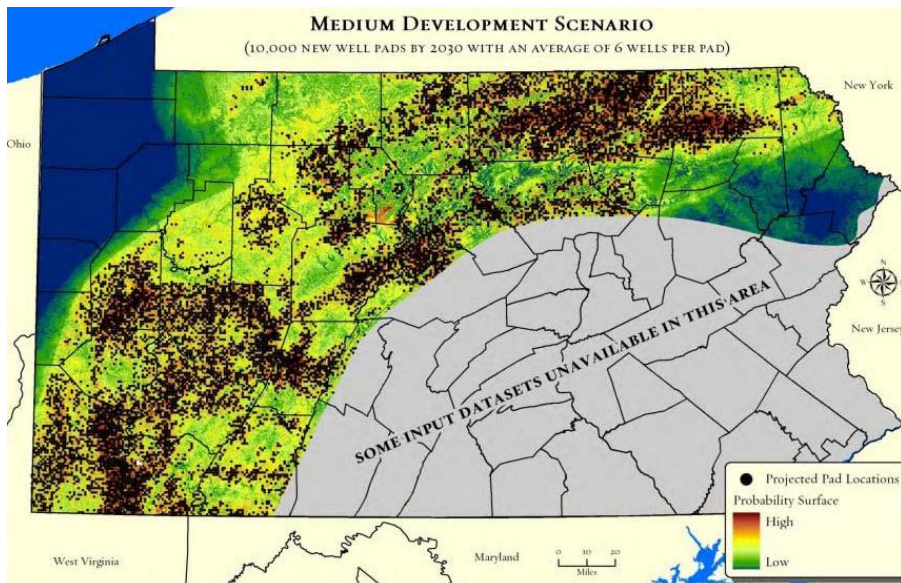 MEDIUM DEVELOPMENT SCENARIO
(10,000 NEW WELL PADS BY 2030 WITH AN AVERAGE OF 6 WELLS PER PAD)
New York
Ohio
N
W
New Jersey
SOME INPUT DATASETS UNAVAILABLE IN THIS AREA
Projected Pad Locations
Probability Surface
High
Low
West Virginia
Maryland
0 10 20
Miles